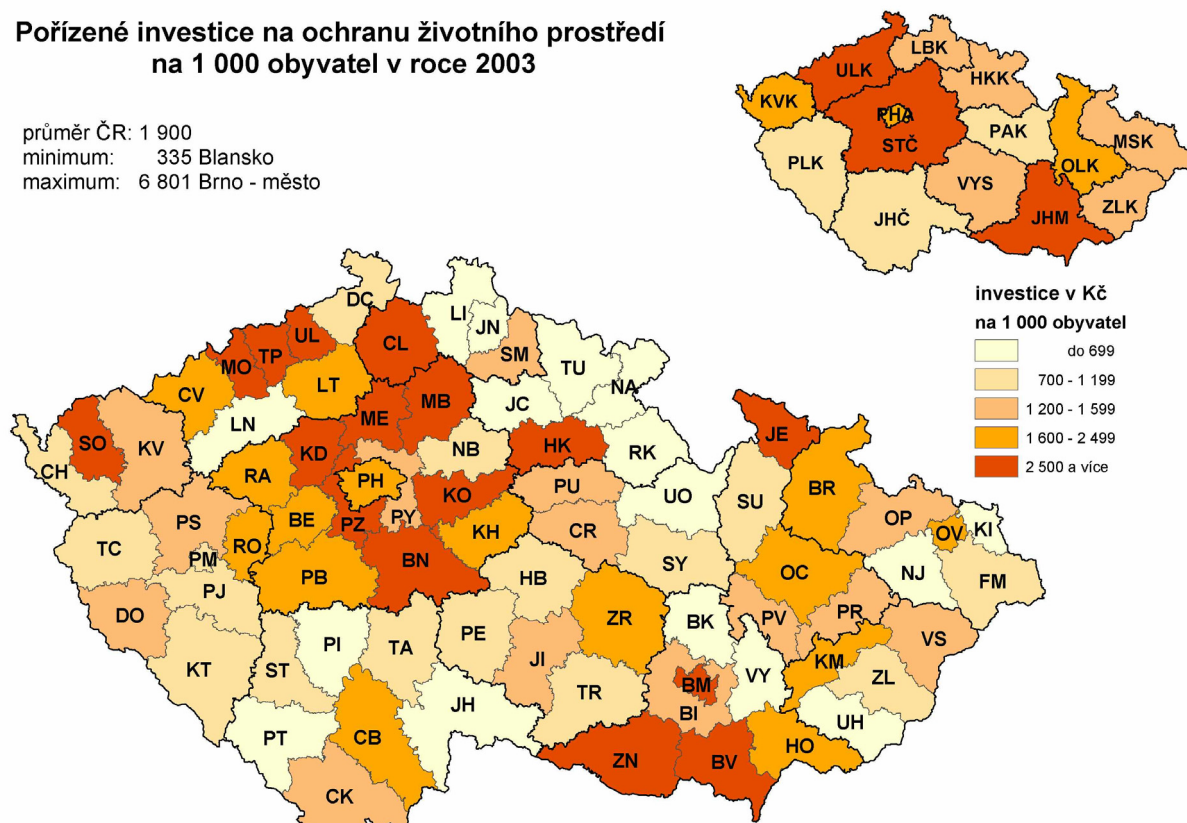 Pořízené investice na ochranu životního prostředí
na 1 000 obyvatel v roce 2003
průměr ČR: 1 900
minimum: 335 Blansko
maximum: 6 801 Brno - město
LBK
ULK
HKK
KVK
PHA
PAK
STČ
MSK
PLK
OLK
VYS
ZLK
JHČ
JHM
investice v Kč
na 1 000 obyvatel
do 699
700 - 1 199
1 200 - 1 599
1 600 - 2 499
2 500 a více
DC
LI
JN
UL
CL
TP
MO
SM
TU
LT
NA
CV
MB
JC
ME
LN
SO
JE
KV
HK
NB
KD
RK
CH
RA
PH
KO
PU
UO
SU
BR
OP
PS
BE
PZ
PY
KH
CR
OV
KI
TC
RO
PM
BN
SY
OC
NJ
FM
PB
HB
PJ
DO
ZR
BK
PV
PR
VS
PI
TA
PE
KT
ST
JI
KM
VY
ZL
BM
TR
JH
BI
UH
PT
CB
HO
ZN
BV
CK